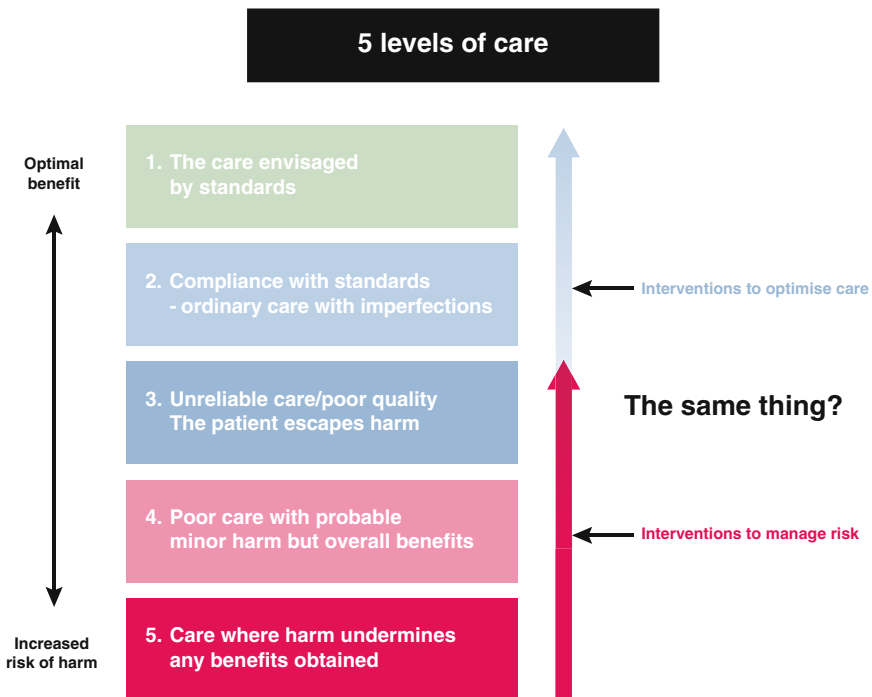 5 levels of care
Optimal
benefit
1. The care envisaged
by standards
2. Compliance with standards
- ordinary care with imperfections
Interventions to optimise care
3. Unreliable care/poor quality
The patient escapes harm
The same thing?
4. Poor care with probable
minor harm but overall benefits
Interventions to manage risk
5. Care where harm undermines
any benefits obtained
Increased
risk of harm